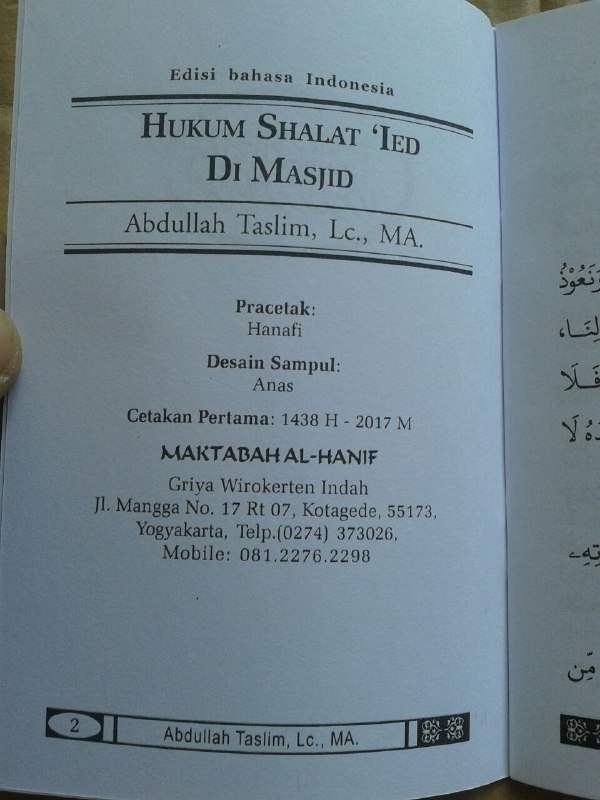 Edisi bahasa Indonesia
HUKUM SHALAT ‘IED
DI MASJID
Abdullah Taslim, Lc., MA.
Pracetak:
Hanafi
Desain Sampul:
Anas
Cetakan Pertama: 1438 H - 2017 M
MAKTABAH AL-HANIF
Griya Wirokerten Indah
Jl. Mangga No. 17 Rt 07, Kotagede, 55173,
Yogyakarta, Telp.(0274) 373026,
Mobile: 081.2276.2298
2
Abdullah Taslim, Lc., MA.
وَنَعُوْذُ
فَلَا
لَا
مِّن